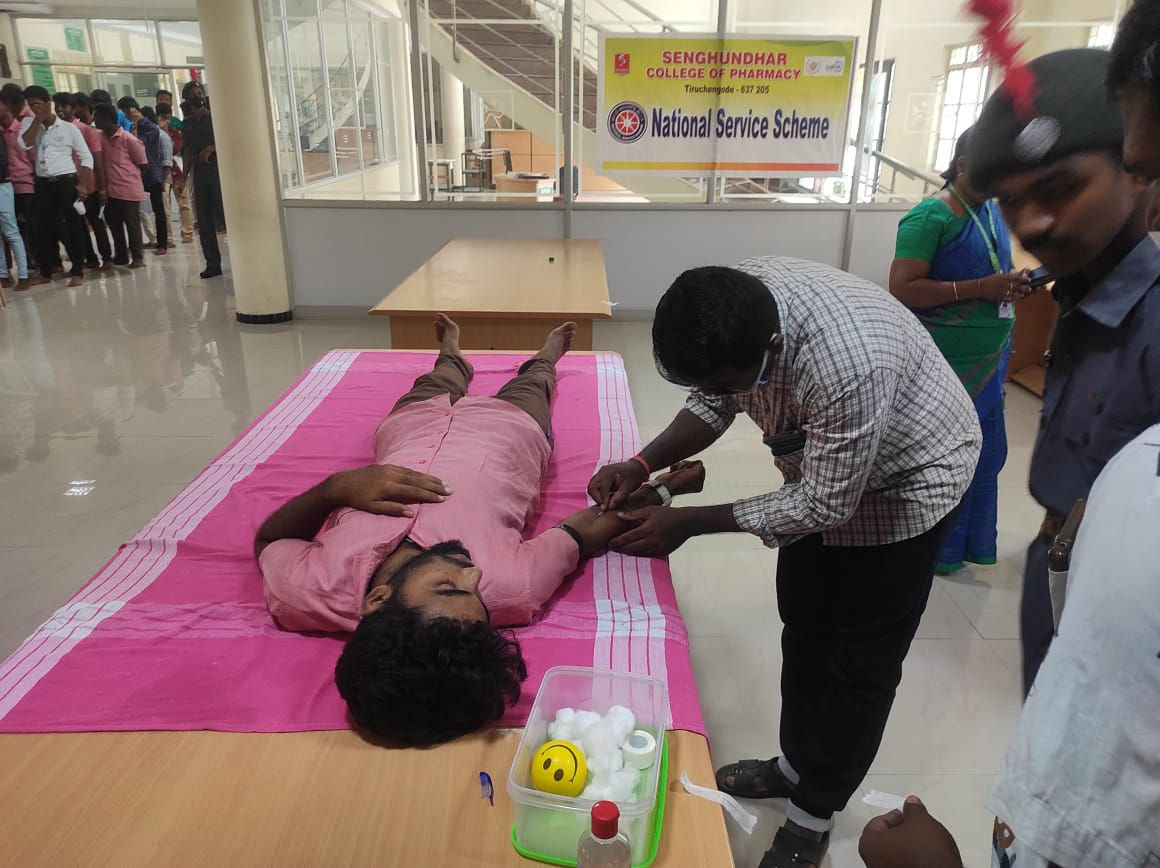 SENGHUNDHAR
COLLEGE OF PHARMACY
Tiruchengode - 637 205
National Service Scheme